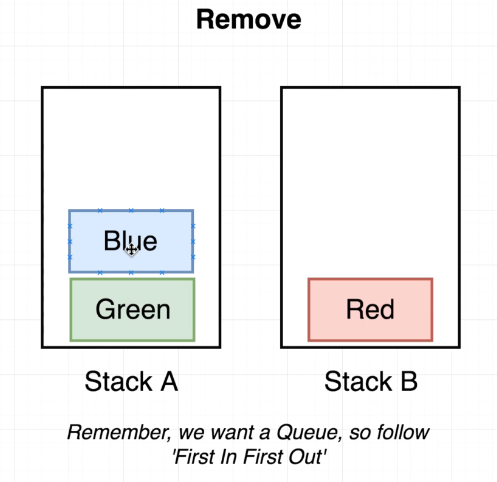 Remove
Blue
Green
Red
Stack A
Stack B
Remember, we want a Queue, so follow
'First In First Out'